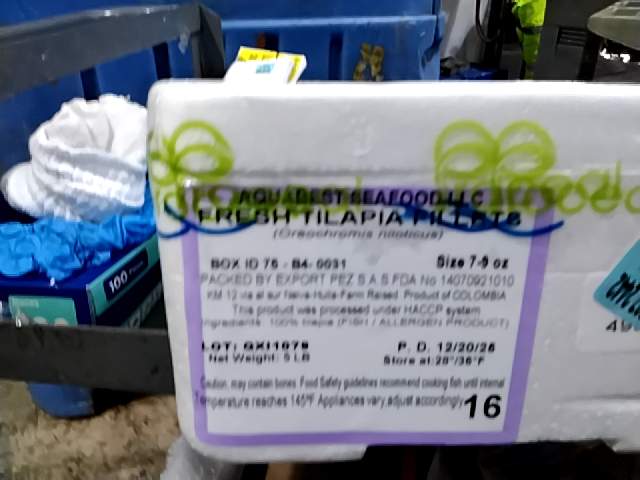 AQUABEST SEAFOOD LLC
FRESH TILAPIA FILLETS
(Oreochromis niloticus)
BOX ID 75 - B4- 0031 Size 7-9 oz
PACKED BY EXPORT PEZ S A S FDA No 14070921010
KM 12 via al sur Neiva-Huila-Farm Raised Product of COLOMBIA
This product was processed under HACCP system
Ingredients: 100% tilapia (FISH / ALLERGEN PRODUCT)
LOT: P. D. 12/20/25
Net Weight: 5 LB Store at:28°/36°F
Caution, may contain bones. Food Safety guidelines recommend cooking fish until internal
Temperature reaches 145°F Appliances vary, adjust accordingly 16
100